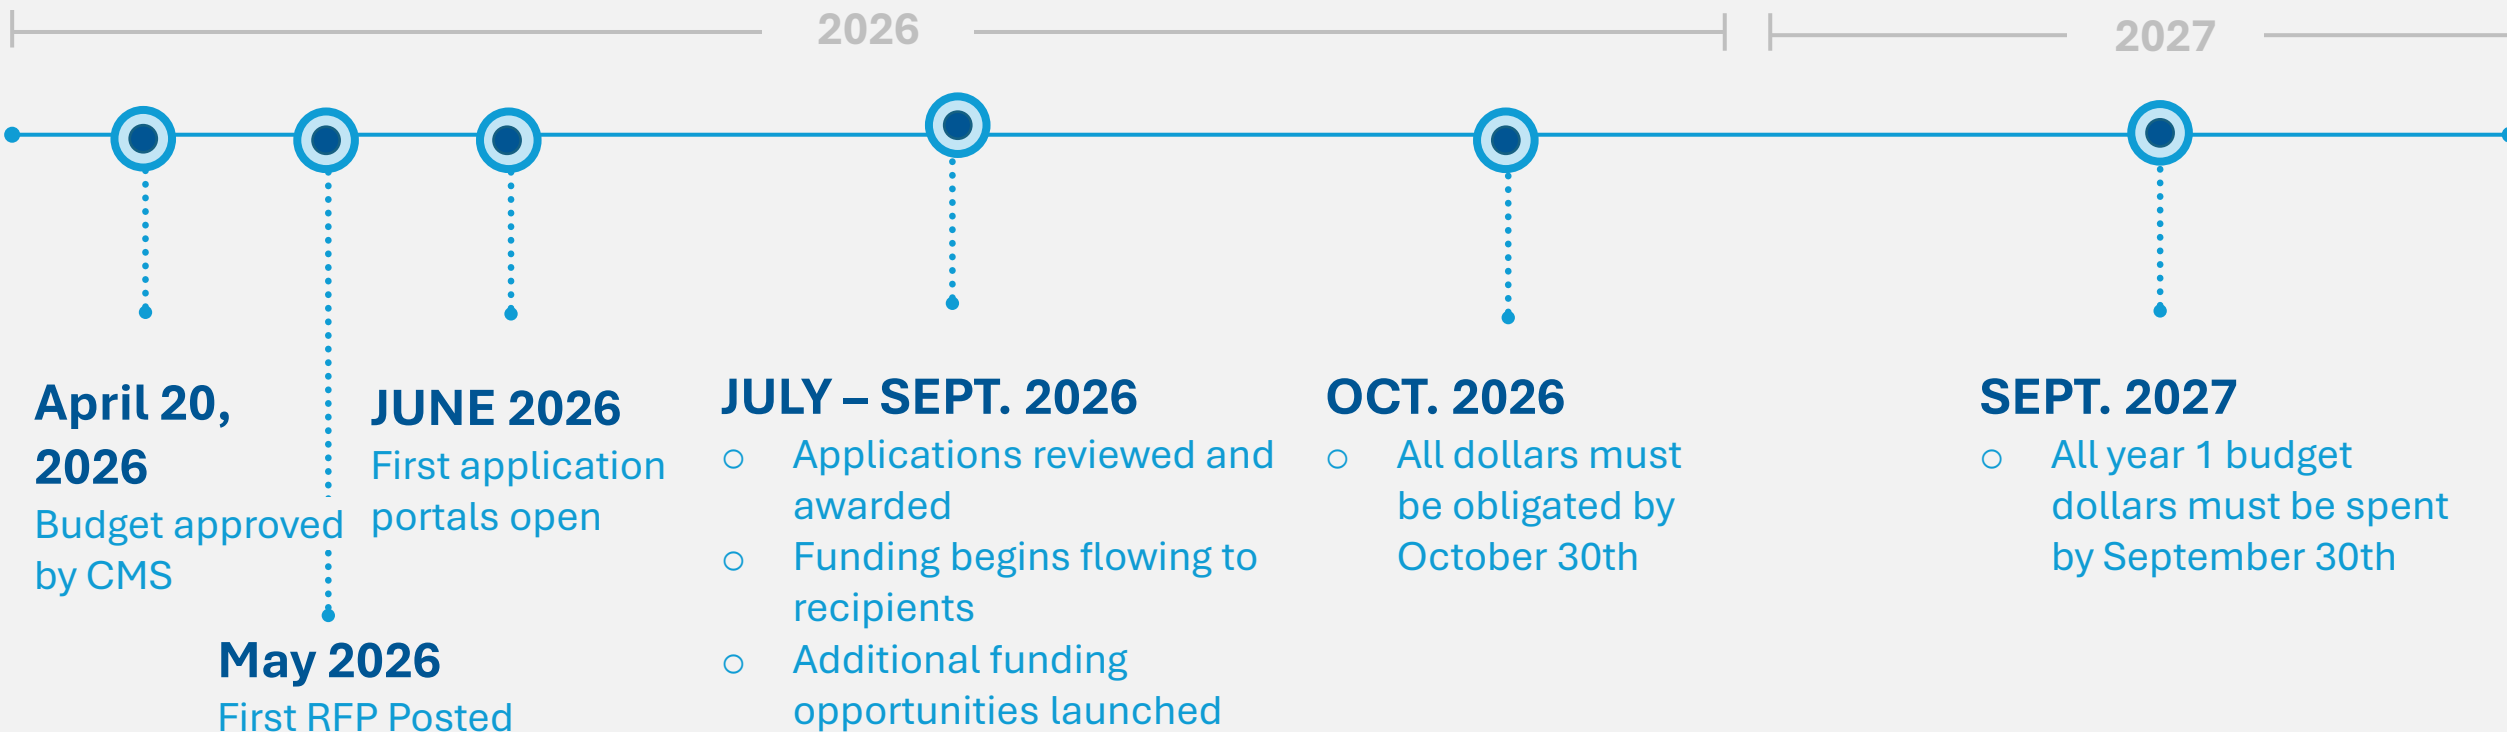 2026
2027
April 20,
2026
Budget approved
by CMS
May 2026
First RFP Posted
JUNE 2026
First application
portals open
JULY – SEPT. 2026
○ Applications reviewed and
awarded
○ Funding begins flowing to
recipients
○ Additional funding
opportunities launched
OCT. 2026
○ All dollars must
be obligated by
October 30th
SEPT. 2027
○ All year 1 budget
dollars must be spent
by September 30th